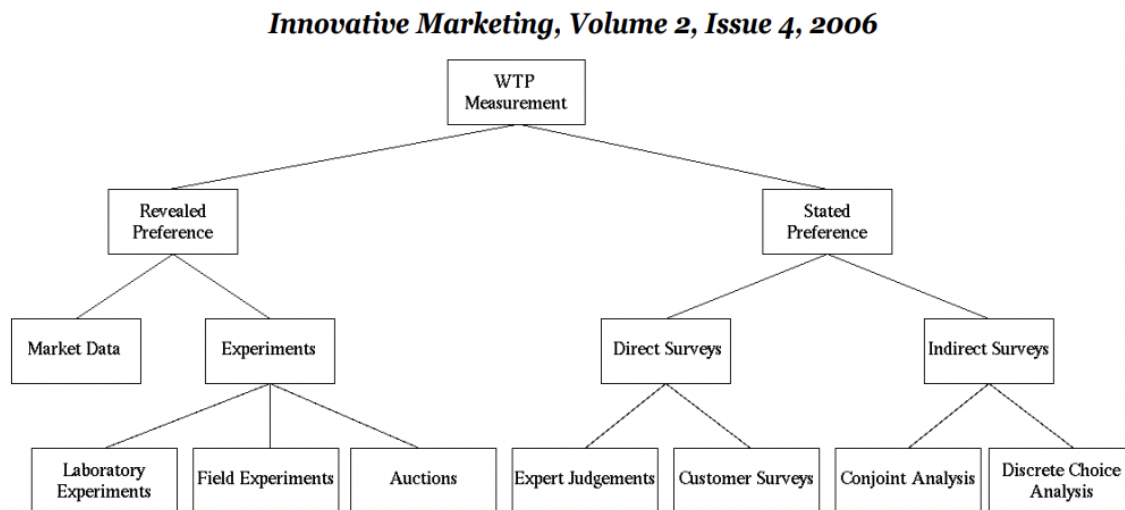 Innovative Marketing, Volume 2, Issue 4, 2006
WTP
Measurement
Revealed
Preference
Stated
Preference
Market Data
Experiments
Direct Surveys
Indirect Surveys
Laboratory
Experiments
Field Experiments
Auctions
Expert Judgements
Customer Surveys
Conjoint Analysis
Discrete Choice
Analysis